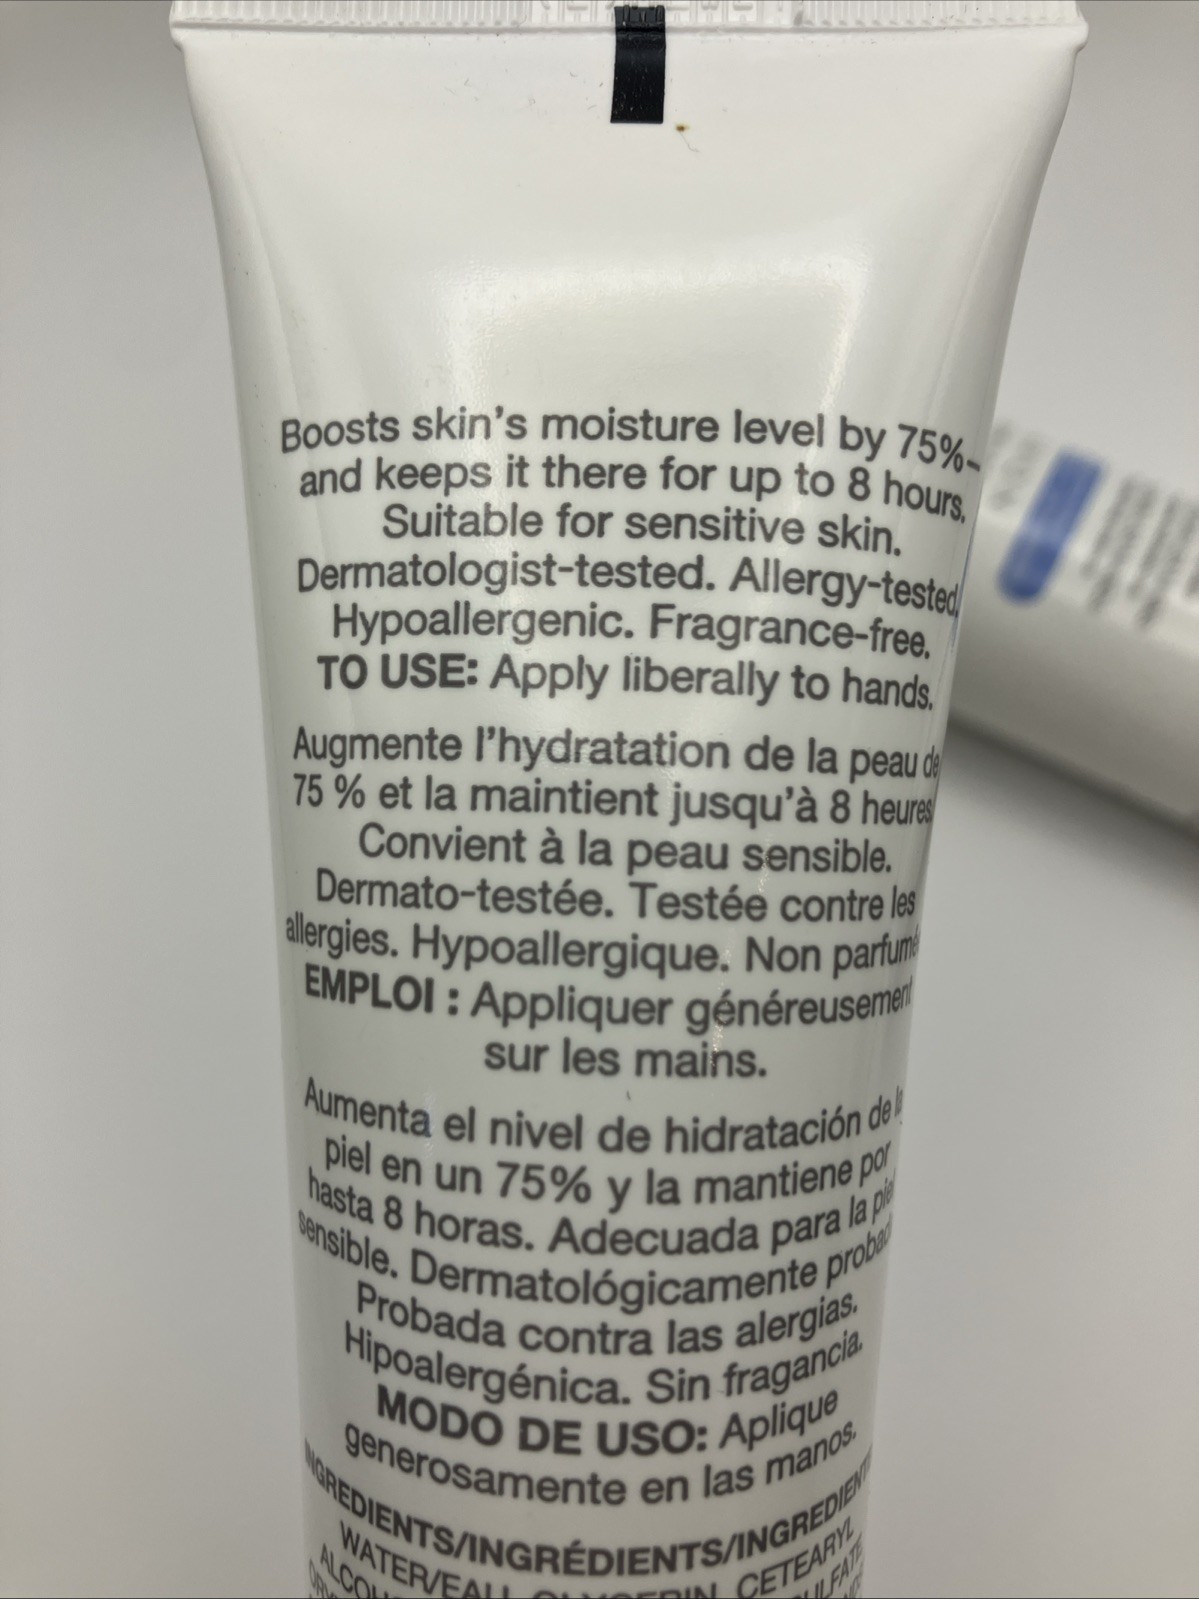 Boosts skin's moisture level by 75%–
and keeps it there for up to 8 hours.
Suitable for sensitive skin.
Dermatologist-tested. Allergy-tested.
Hypoallergenic. Fragrance-free.
TO USE: Apply liberally to hands.
Augmente l'hydratation de la peau de
75 % et la maintient jusqu'à 8 heures.
Convient à la peau sensible.
Dermato-testée. Testée contre les
allergies. Hypoallergique. Non parfumé
EMPLOI : Appliquer généreusement
sur les mains.
Aumenta el nivel de hidratación de la
piel en un 75% y la mantiene por
hasta 8 horas. Adecuada para la piel
sensible. Dermatológicamente probad
Probada contra las alergias.
Hipoalergénica. Sin fragancia.
MODO DE USO: Aplique
generosamente en las manos.
INGREDIENTS/INGRÉDIENTS/INGREDIENT
WATER/EAU, GLYCERIN, CETEARYL